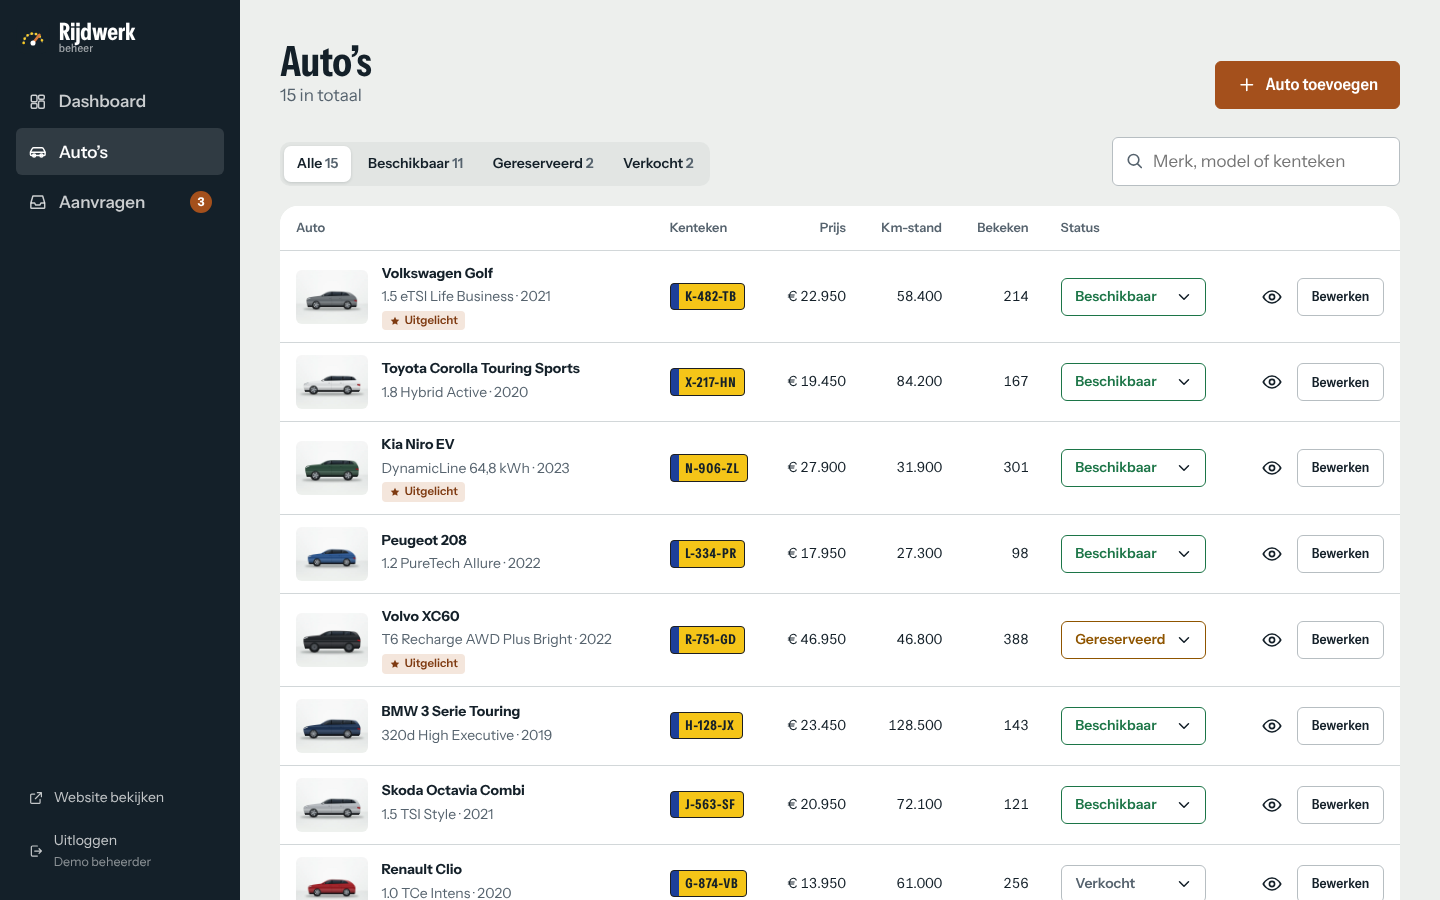 Rijdwerk
beheer
Dashboard
Auto's
Aanvragen 3
Website bekijken
Uitloggen
Demo beheerder
Auto's
15 in totaal
Auto toevoegen
Alle 15 Beschikbaar 11 Gereserveerd 2 Verkocht 2
Merk, model of kenteken
Auto Kenteken Prijs Km-stand Bekeken Status
Volkswagen Golf
1.5 eTSI Life Business · 2021
Uitgelicht
K-482-TB € 22.950 58.400 214 Beschikbaar Bewerken
Toyota Corolla Touring Sports
1.8 Hybrid Active · 2020
X-217-HN € 19.450 84.200 167 Beschikbaar Bewerken
Kia Niro EV
DynamicLine 64,8 kWh · 2023
Uitgelicht
N-906-ZL € 27.900 31.900 301 Beschikbaar Bewerken
Peugeot 208
1.2 PureTech Allure · 2022
L-334-PR € 17.950 27.300 98 Beschikbaar Bewerken
Volvo XC60
T6 Recharge AWD Plus Bright · 2022
Uitgelicht
R-751-GD € 46.950 46.800 388 Gereserveerd Bewerken
BMW 3 Serie Touring
320d High Executive · 2019
H-128-JX € 23.450 128.500 143 Beschikbaar Bewerken
Skoda Octavia Combi
1.5 TSI Style · 2021
J-563-SF € 20.950 72.100 121 Beschikbaar Bewerken
Renault Clio
1.0 TCe Intens · 2020
G-874-VB € 13.950 61.000 256 Verkocht Bewerken